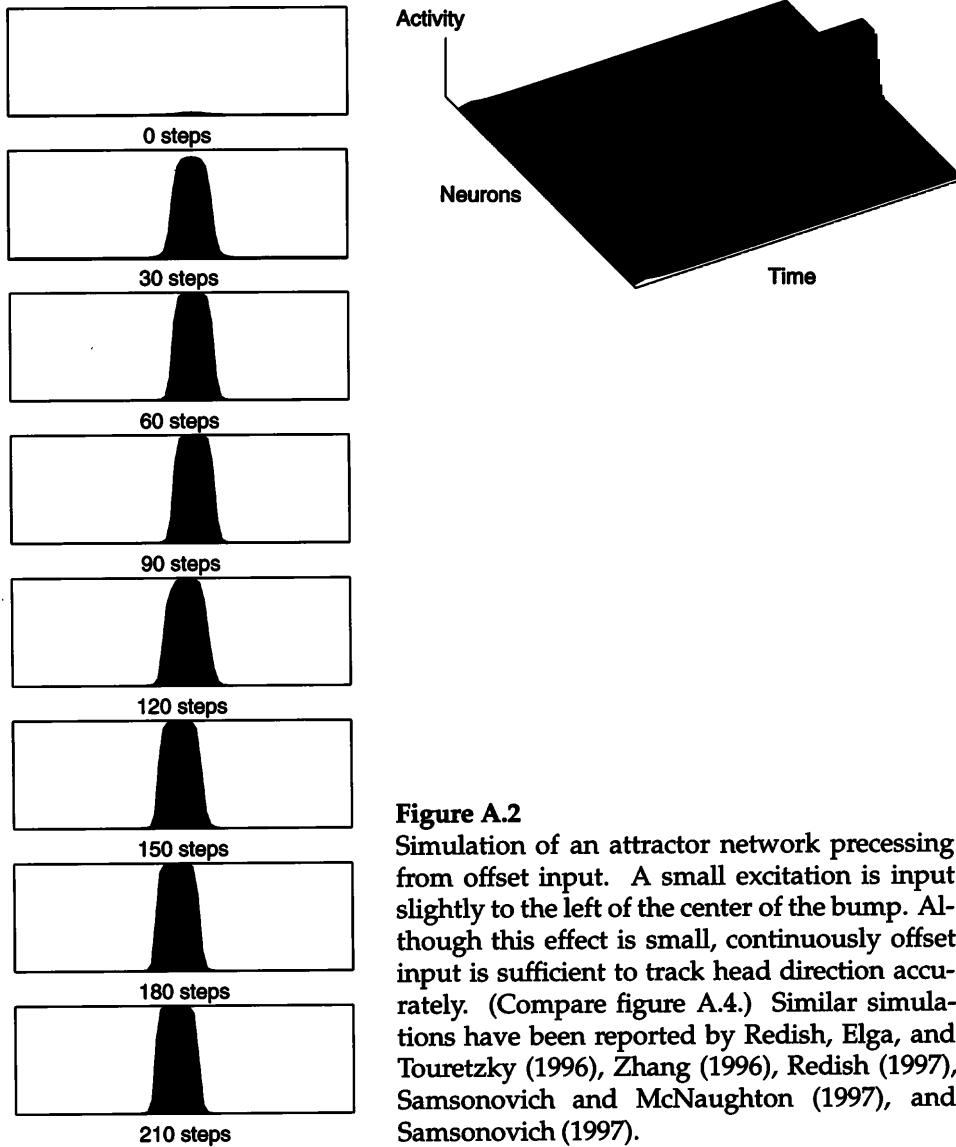 0 steps
30 steps
60 steps
90 steps
120 steps
150 steps
180 steps
210 steps
Activity
Neurons
Time
Figure A.2
Simulation of an attractor network precessing
from offset input. A small excitation is input
slightly to the left of the center of the bump. Al-
though this effect is small, continuously offset
input is sufficient to track head direction accu-
rately. (Compare figure A.4.) Similar simula-
tions have been reported by Redish, Elga, and
Touretzky (1996), Zhang (1996), Redish (1997),
Samsonovich and McNaughton (1997), and
Samsonovich (1997).